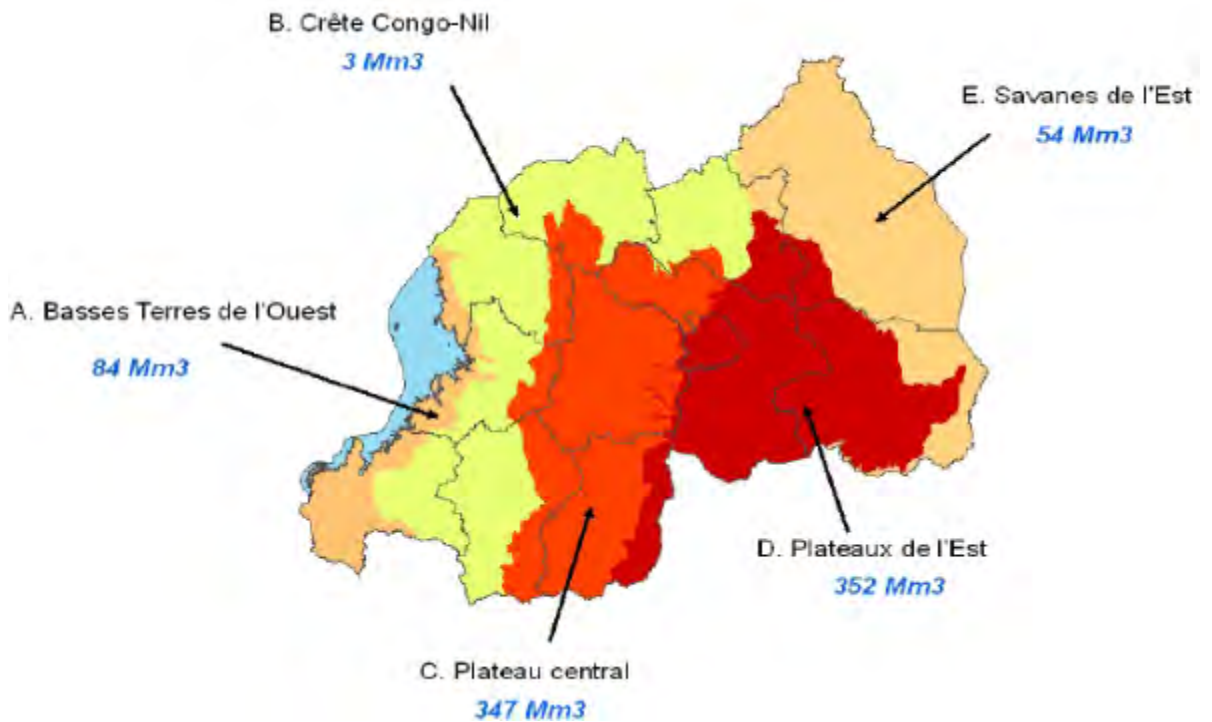 B. Crête Congo-Nil
3 Mm3
E. Savanes de l'Est
54 Mm3
A. Basses Terres de l'Ouest
84 Mm3
D. Plateaux de l'Est
352 Mm3
C. Plateau central
347 Mm3